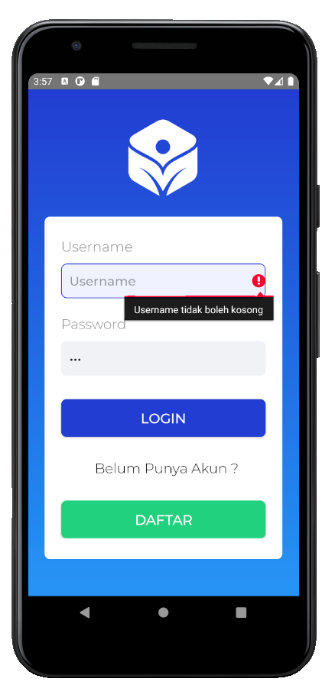 3:57
Username
Username
Username tidak boleh kosong
Password
•••
LOGIN
Belum Punya Akun ?
DAFTAR